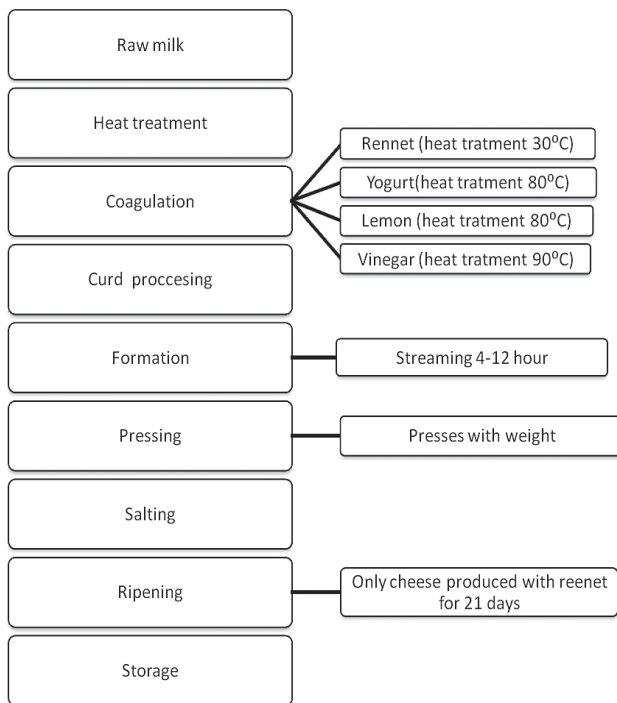 Raw milk
Heat treatment
Rennet (heat tratment 30⁰C)
Coagulation
Yogurt(heat tratment 80⁰C)
Lemon (heat tratment 80⁰C)
Vinegar (heat tratment 90⁰C)
Curd proccesing
Formation
Streaming 4-12 hour
Pressing
Presses with weight
Salting
Ripening
Only cheese produced with reenet
for 21 days
Storage